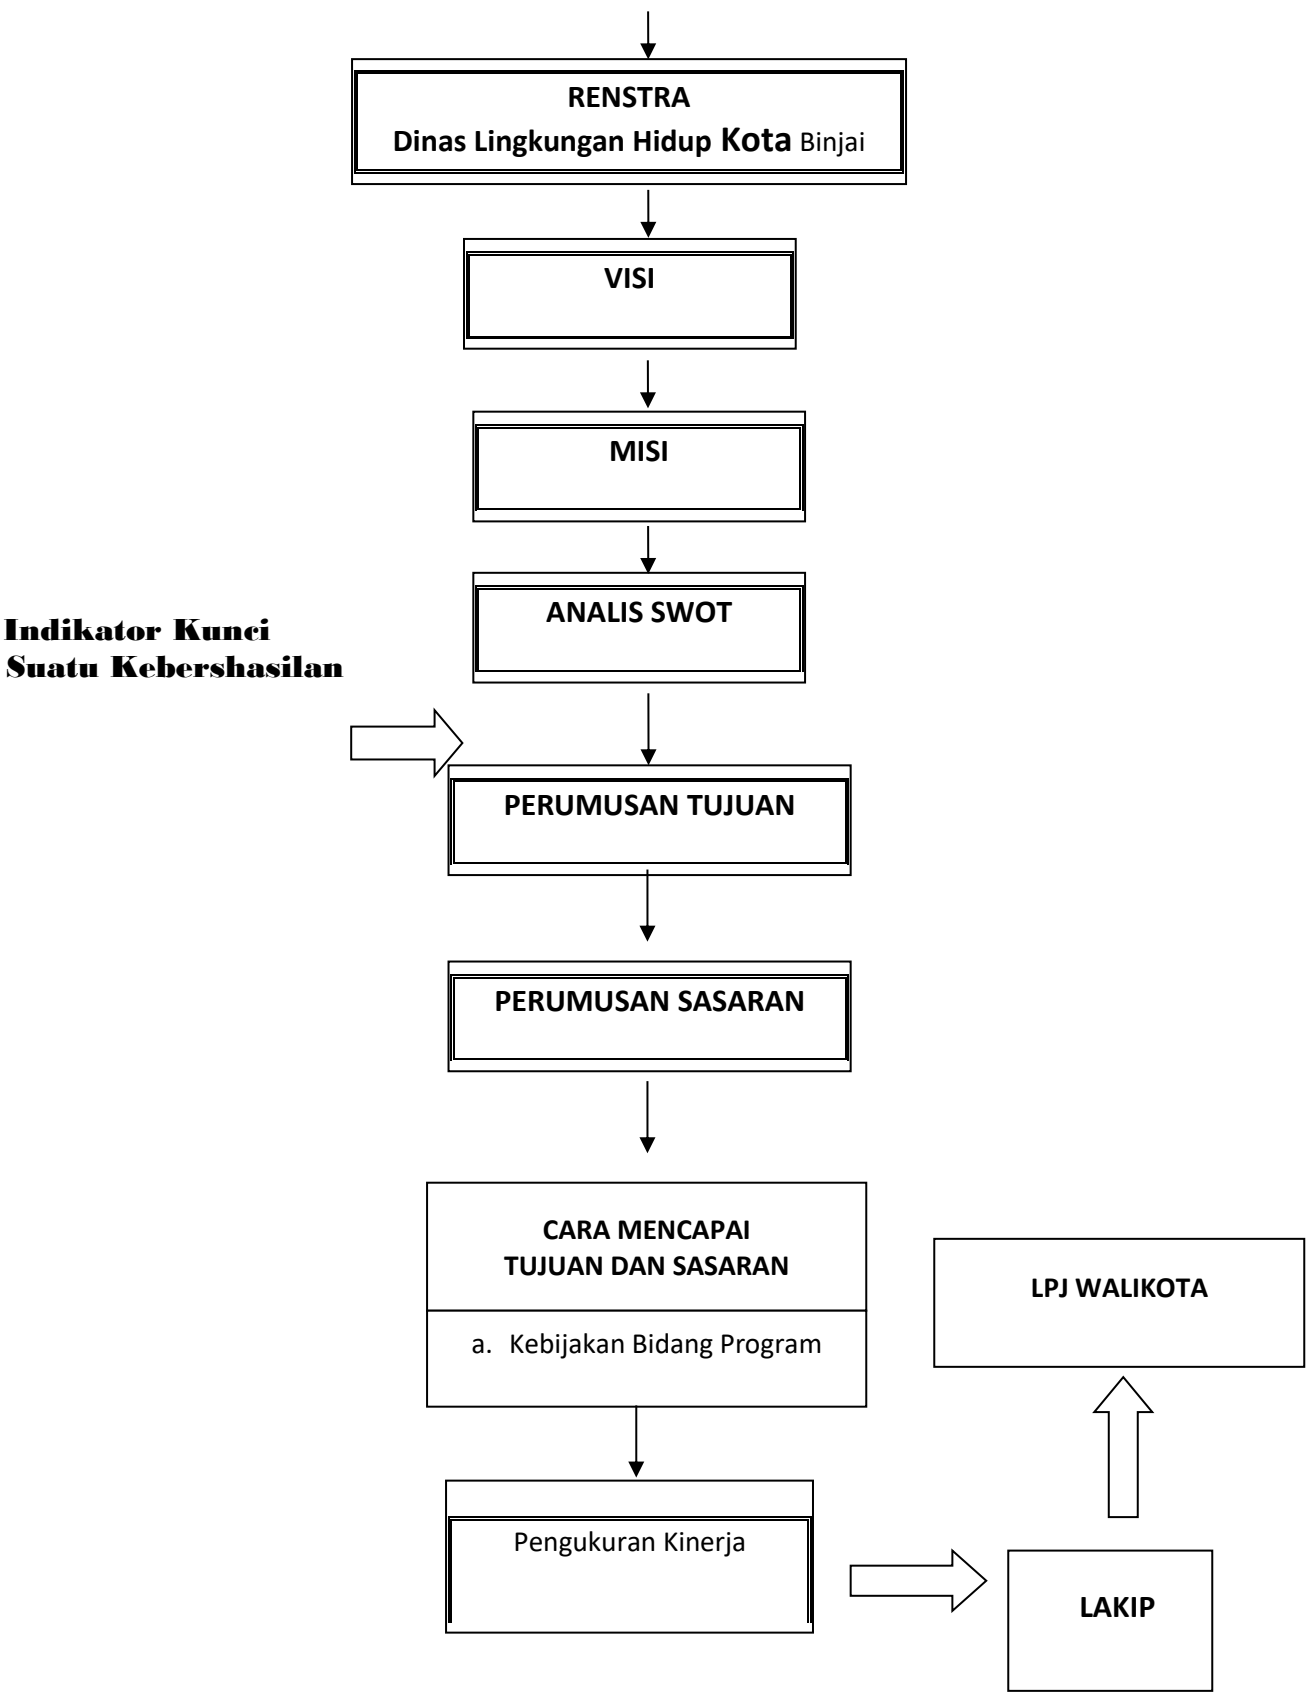 RENSTRA
Dinas Lingkungan Hidup Kota Binjai
VISI
MISI
ANALIS SWOT
Indikator Kunci
Suatu Kebershasilan
PERUMUSAN TUJUAN
PERUMUSAN SASARAN
CARA MENCAPAI
TUJUAN DAN SASARAN
a. Kebijakan Bidang Program
LPJ WALIKOTA
Pengukuran Kinerja
LAKIP